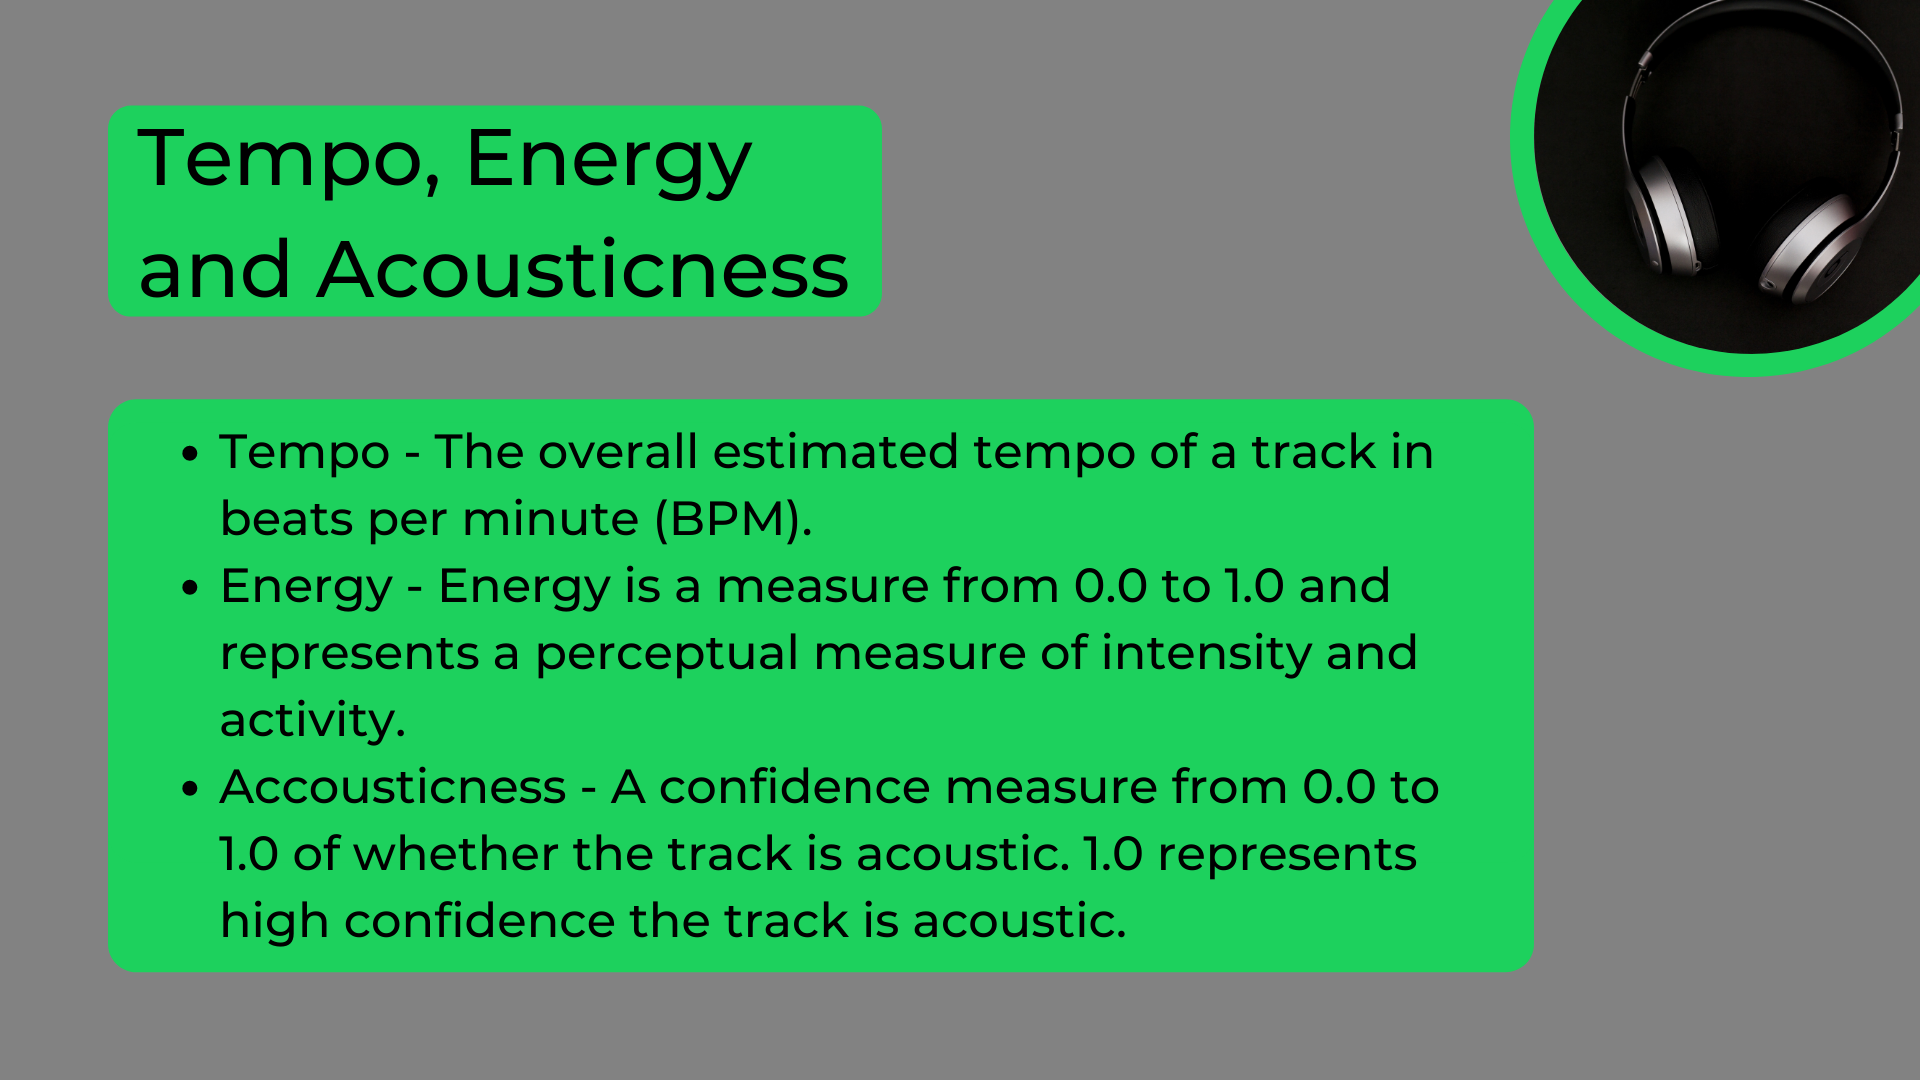 Tempo, Energy
and Acousticness
• Tempo - The overall estimated tempo of a track in
beats per minute (BPM).
• Energy - Energy is a measure from 0.0 to 1.0 and
represents a perceptual measure of intensity and
activity.
• Accousticness - A confidence measure from 0.0 to
1.0 of whether the track is acoustic. 1.0 represents
high confidence the track is acoustic.